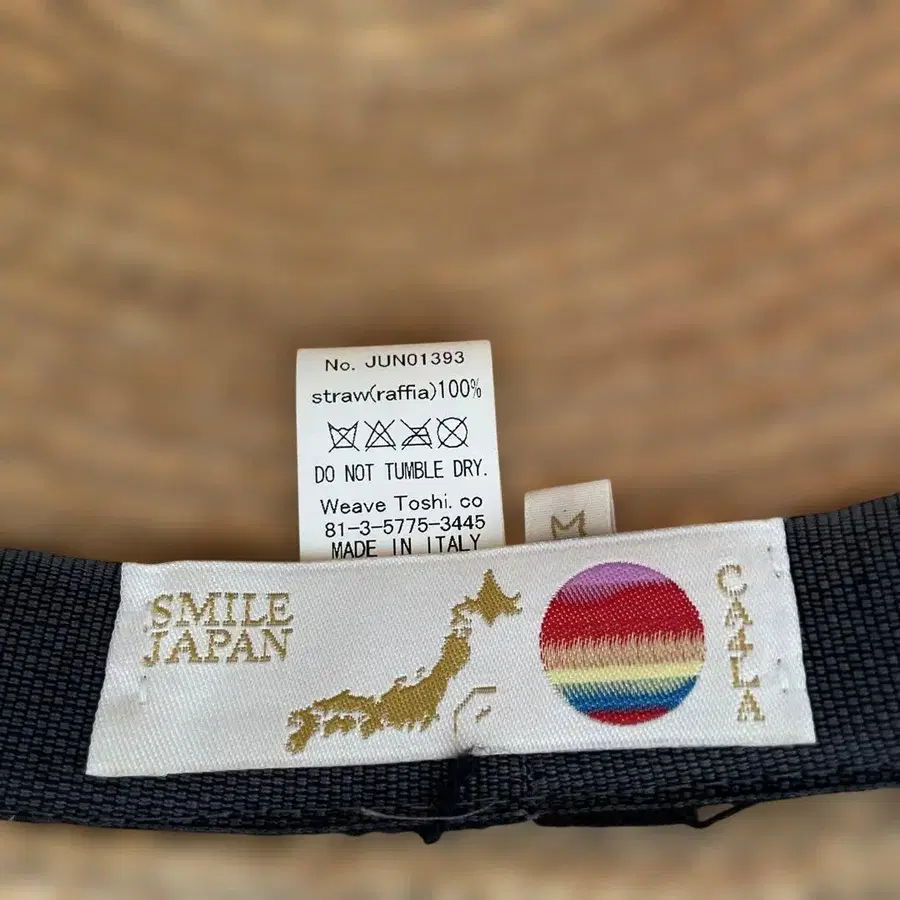 No. JUN01393
straw(raffia)100%
DO NOT TUMBLE DRY.
Weave Toshi. co
81-3-5775-3445
MADE IN ITALY
M
SMILE
JAPAN
CA4LA